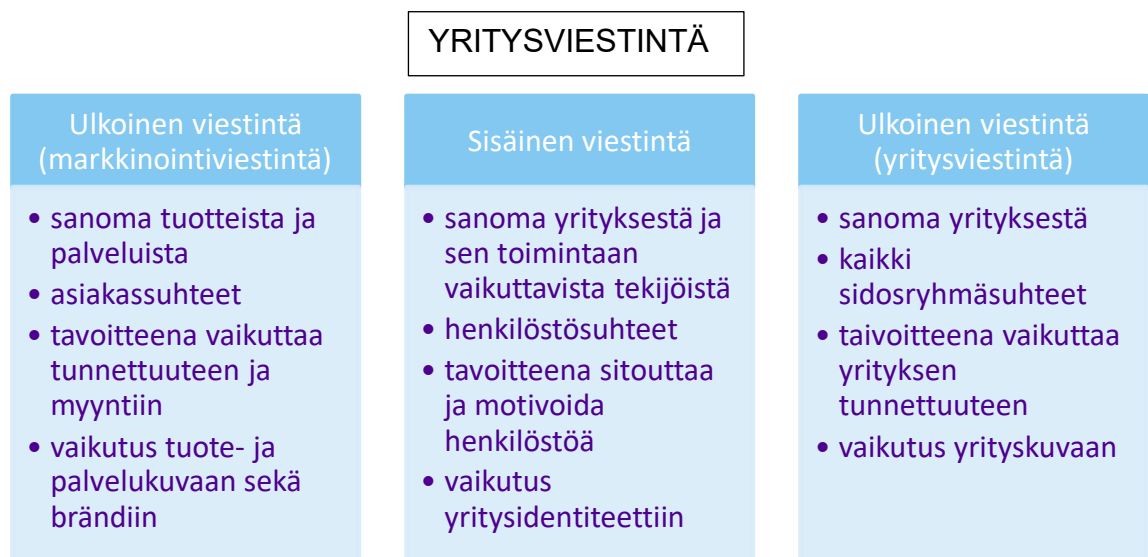 YRITYSVIESTINTÄ
Ulkoinen viestintä
(markkinointiviestintä)
• sanoma tuotteista ja
palveluista
• asiakassuhteet
• tavoitteena vaikuttaa
tunnettuuteen ja
myyntiin
• vaikutus tuote- ja
palvelukuvaan sekä
brändiin
Sisäinen viestintä
• sanoma yrityksestä ja
sen toimintaan
vaikuttavista tekijöistä
• henkilöstösuhteet
• tavoitteena sitouttaa
ja motivoida
henkilöstöä
• vaikutus
yritysidentiteettiin
Ulkoinen viestintä
(yritysviestintä)
• sanoma yrityksestä
• kaikki
sidosryhmäsuhteet
• taivoitteena vaikuttaa
yrityksen
tunnettuuteen
• vaikutus yrityskuvaan